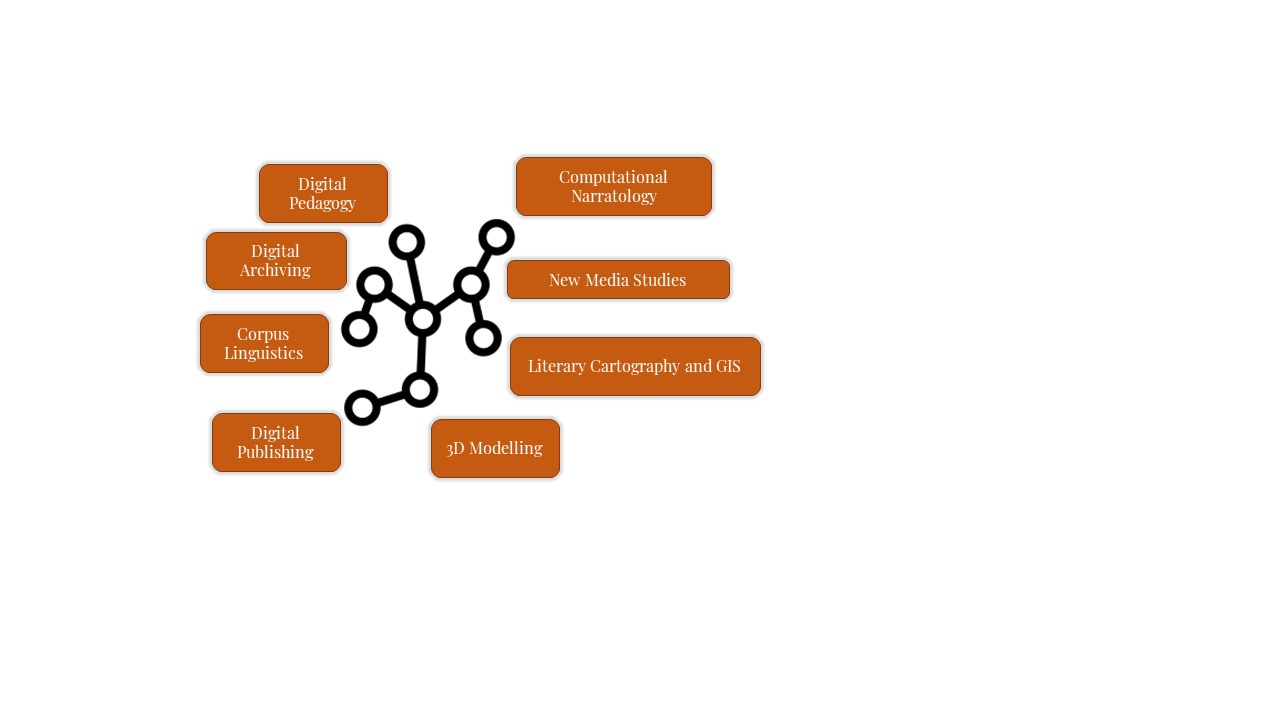 Digital
Pedagogy
Computational
Narratology
Digital
Archiving
New Media Studies
Corpus
Linguistics
Literary Cartography and GIS
Digital
Publishing
3D Modelling